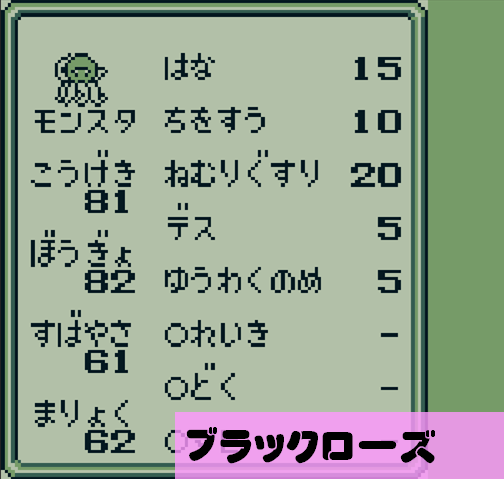 はな 15
モンスタ ちをすう 10
こうげき 81 ねむりぐすり 20
デス 5
ぼうぎょ 82 ゆうわくのめ 5
すばやさ 61 ○れいき -
○どく -
まりょく 62
ブラックローズ